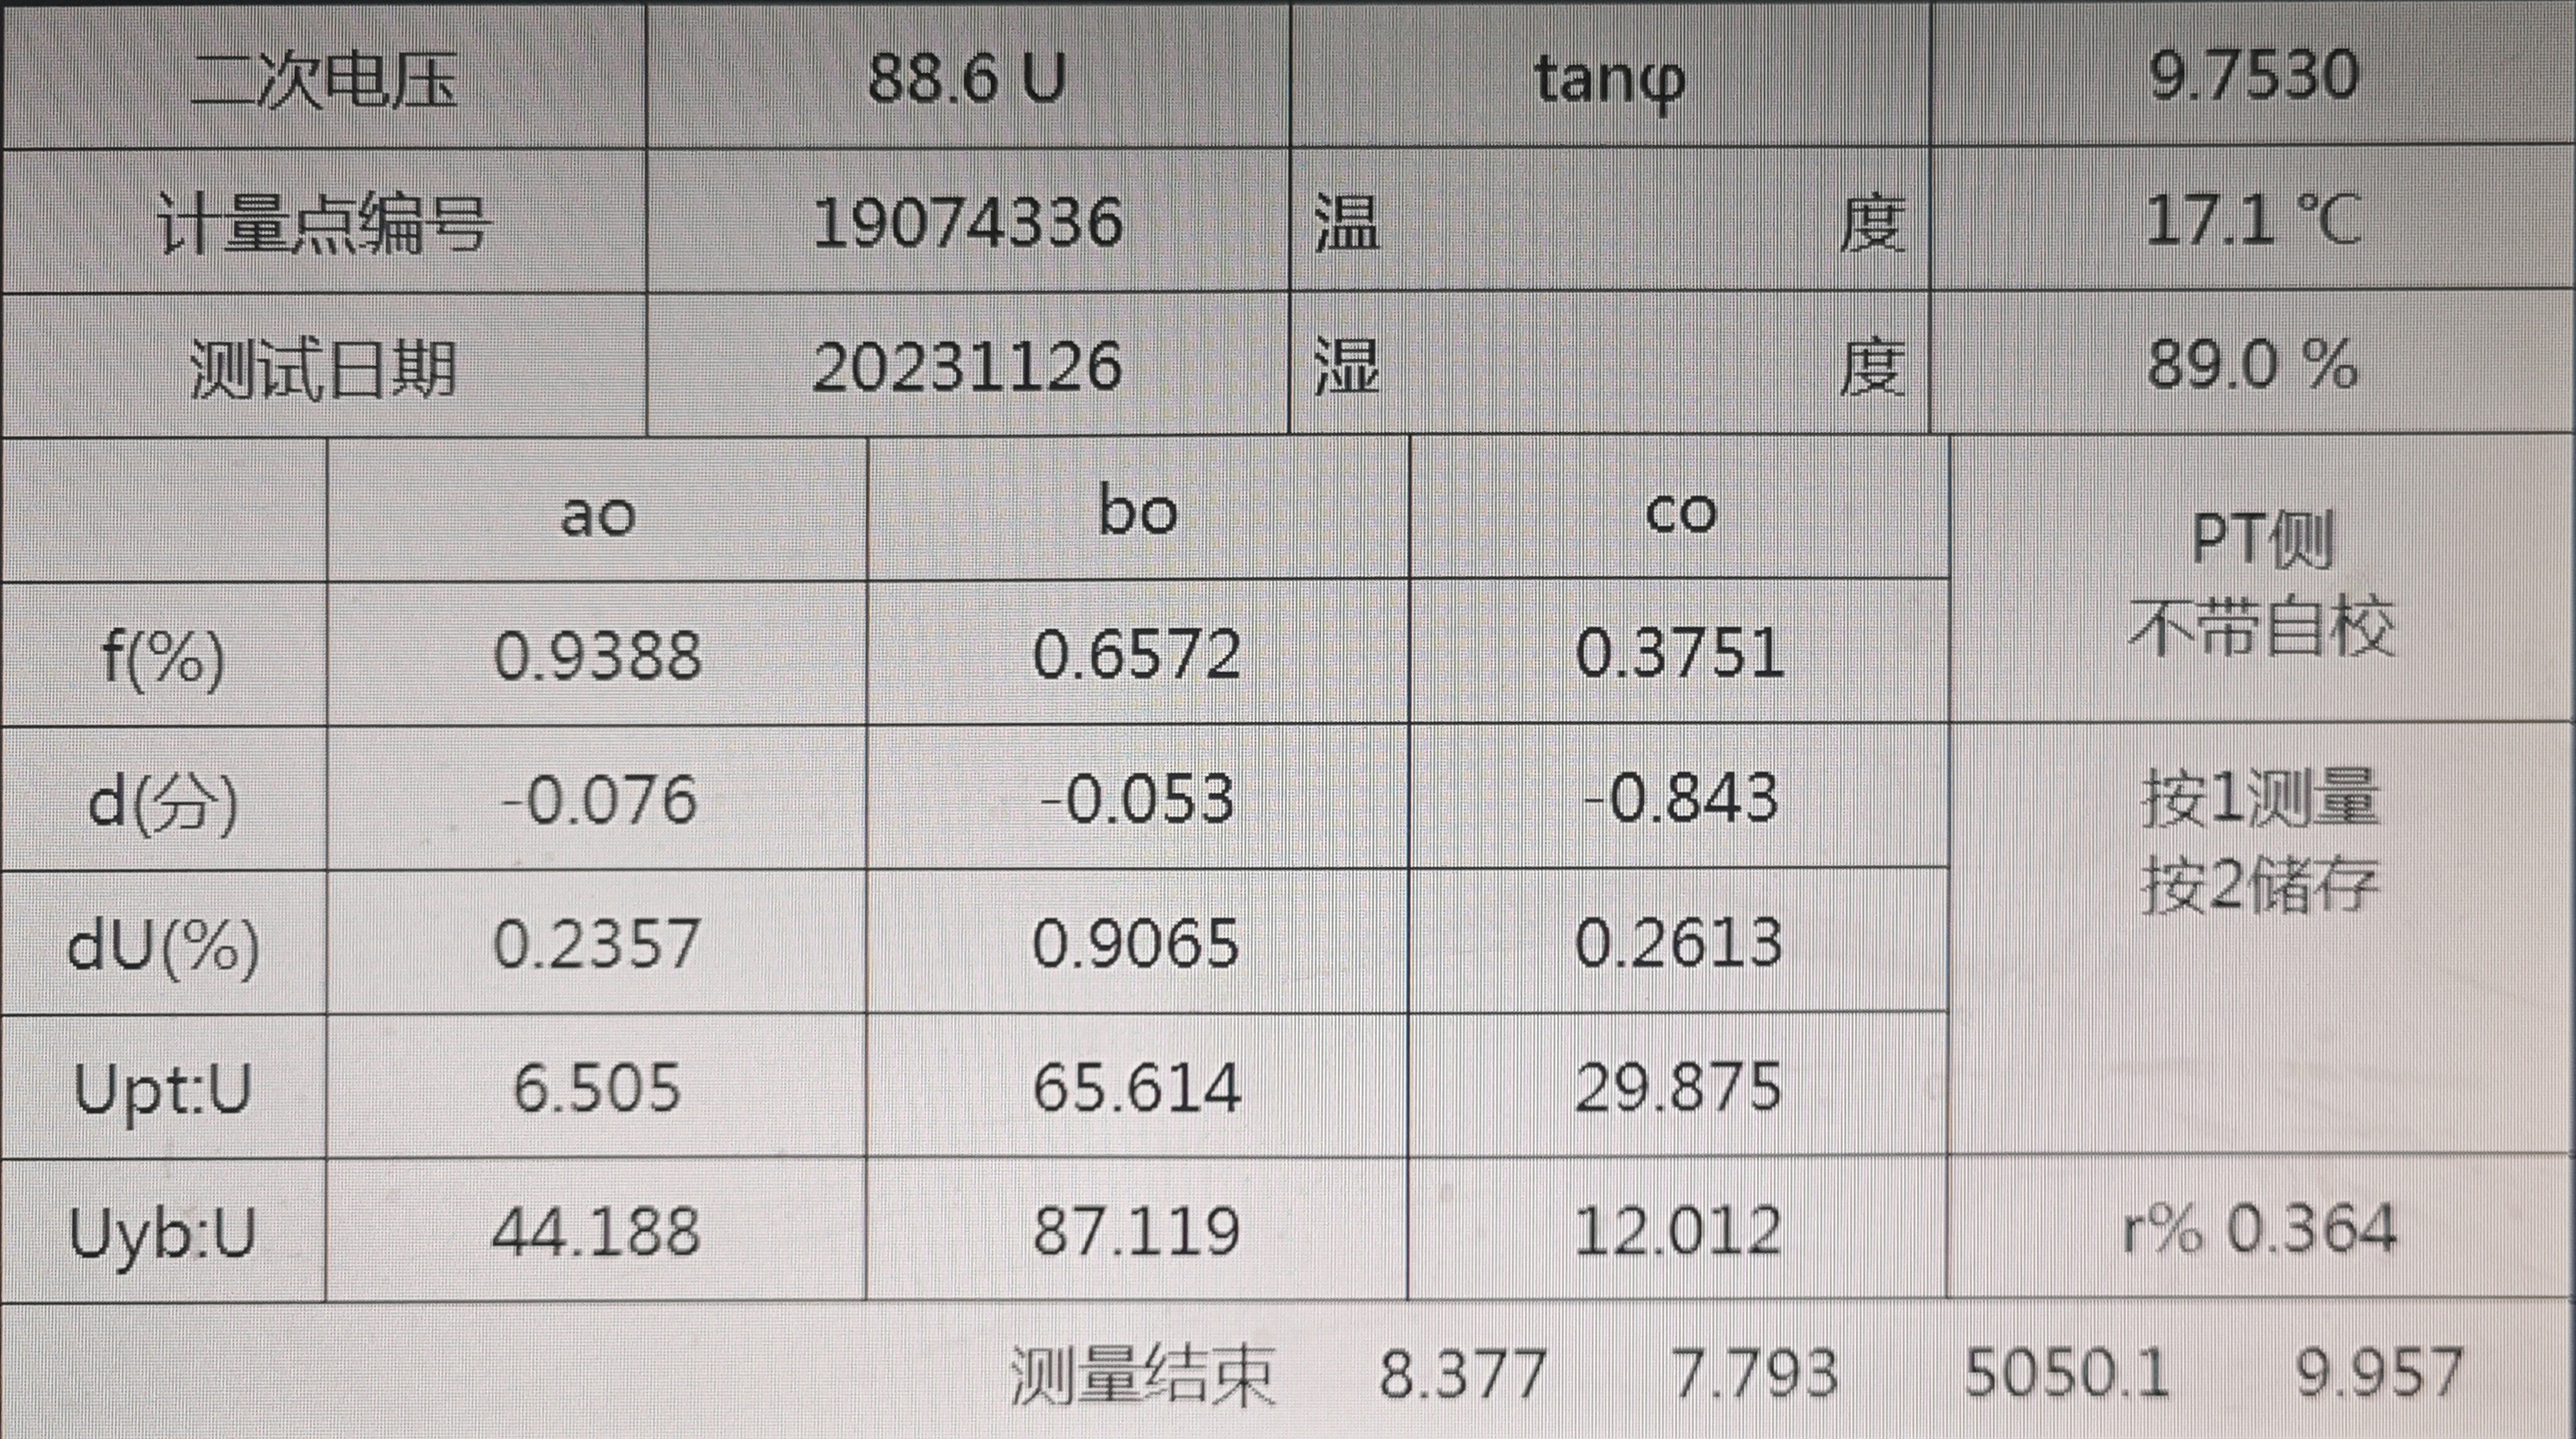 二次电压 88.6 U tanφ 9.7530
计量点编号 19074336 温 度 17.1 ℃
测试日期 20231126 湿 度 89.0 %
ao bo co
PT侧
不带自校
f(%) 0.9388 0.6572 0.3751
d(分) -0.076 -0.053 -0.843
按1测量
按2储存
dU(%) 0.2357 0.9065 0.2613
Upt:U 6.505 65.614 29.875
Uyb:U 44.188 87.119 12.012 r% 0.364
测量结束 8.377 7.793 5050.1 9.957